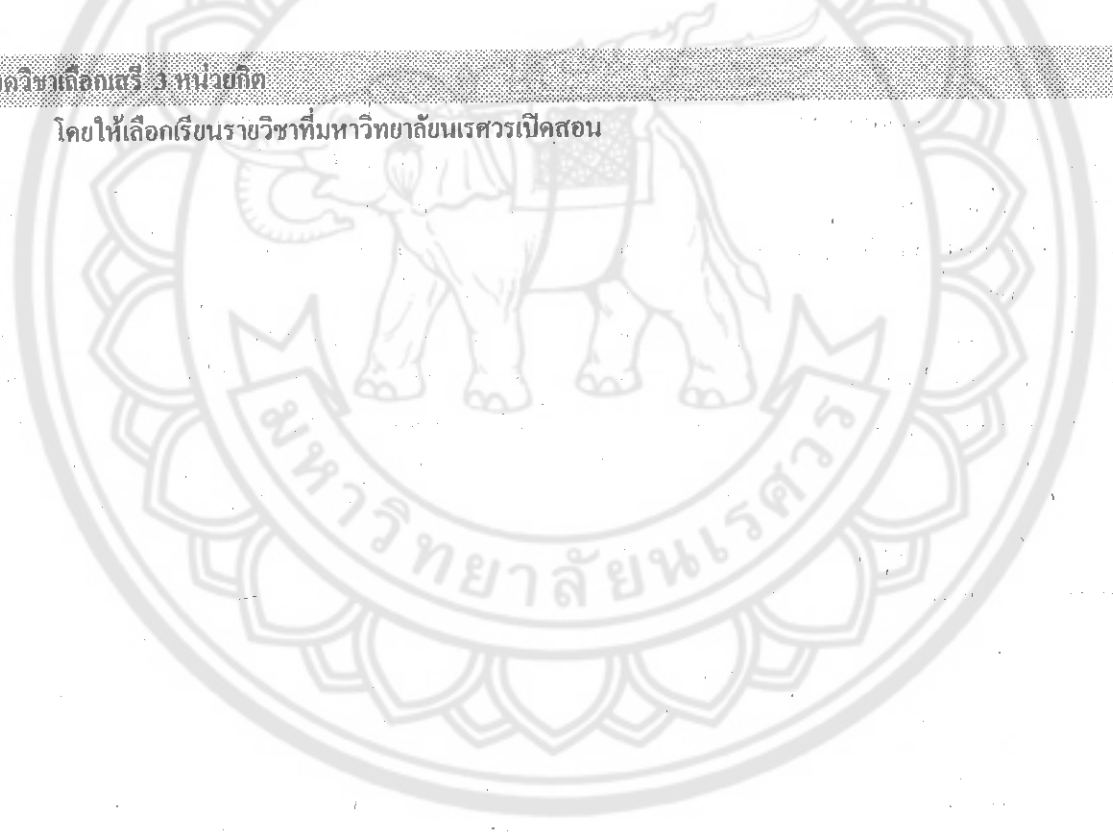 วิชาเลือกเสรี 3 หน่วยกิต
โดยให้เลือกเรียนรายวิชาที่มหาวิทยาลัยนเรศวรเปิดสอน
มหาวิทยาลัยนเรศวร